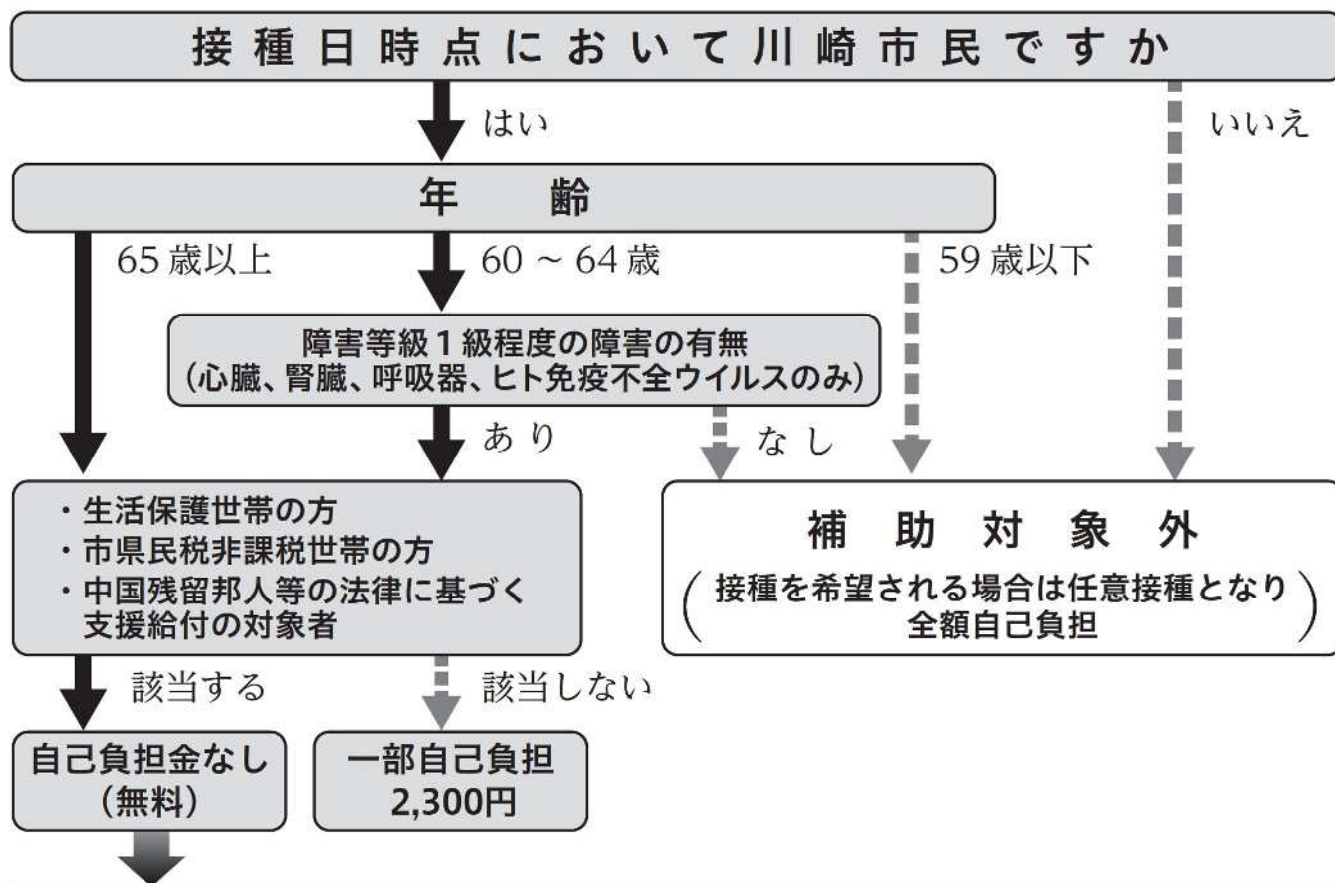 接種日時点において川崎市民ですか
はい
いいえ
年齢
65歳以上
60～64歳
59歳以下
障害等級1級程度の障害の有無
（心臓、腎臓、呼吸器、ヒト免疫不全ウイルスのみ）
あり
なし
・生活保護世帯の方
・市県民税非課税世帯の方
・中国残留邦人等の法律に基づく
支援給付の対象者
補助対象外
（接種を希望される場合は任意接種となり
全額自己負担）
該当する
該当しない
自己負担金なし
（無料）
一部自己負担
2,300円